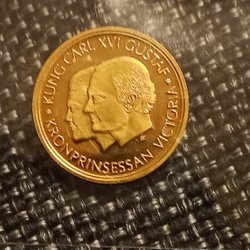 KUNG CARL XVI GUSTAF
KRONPRINSESSAN VICTORIA